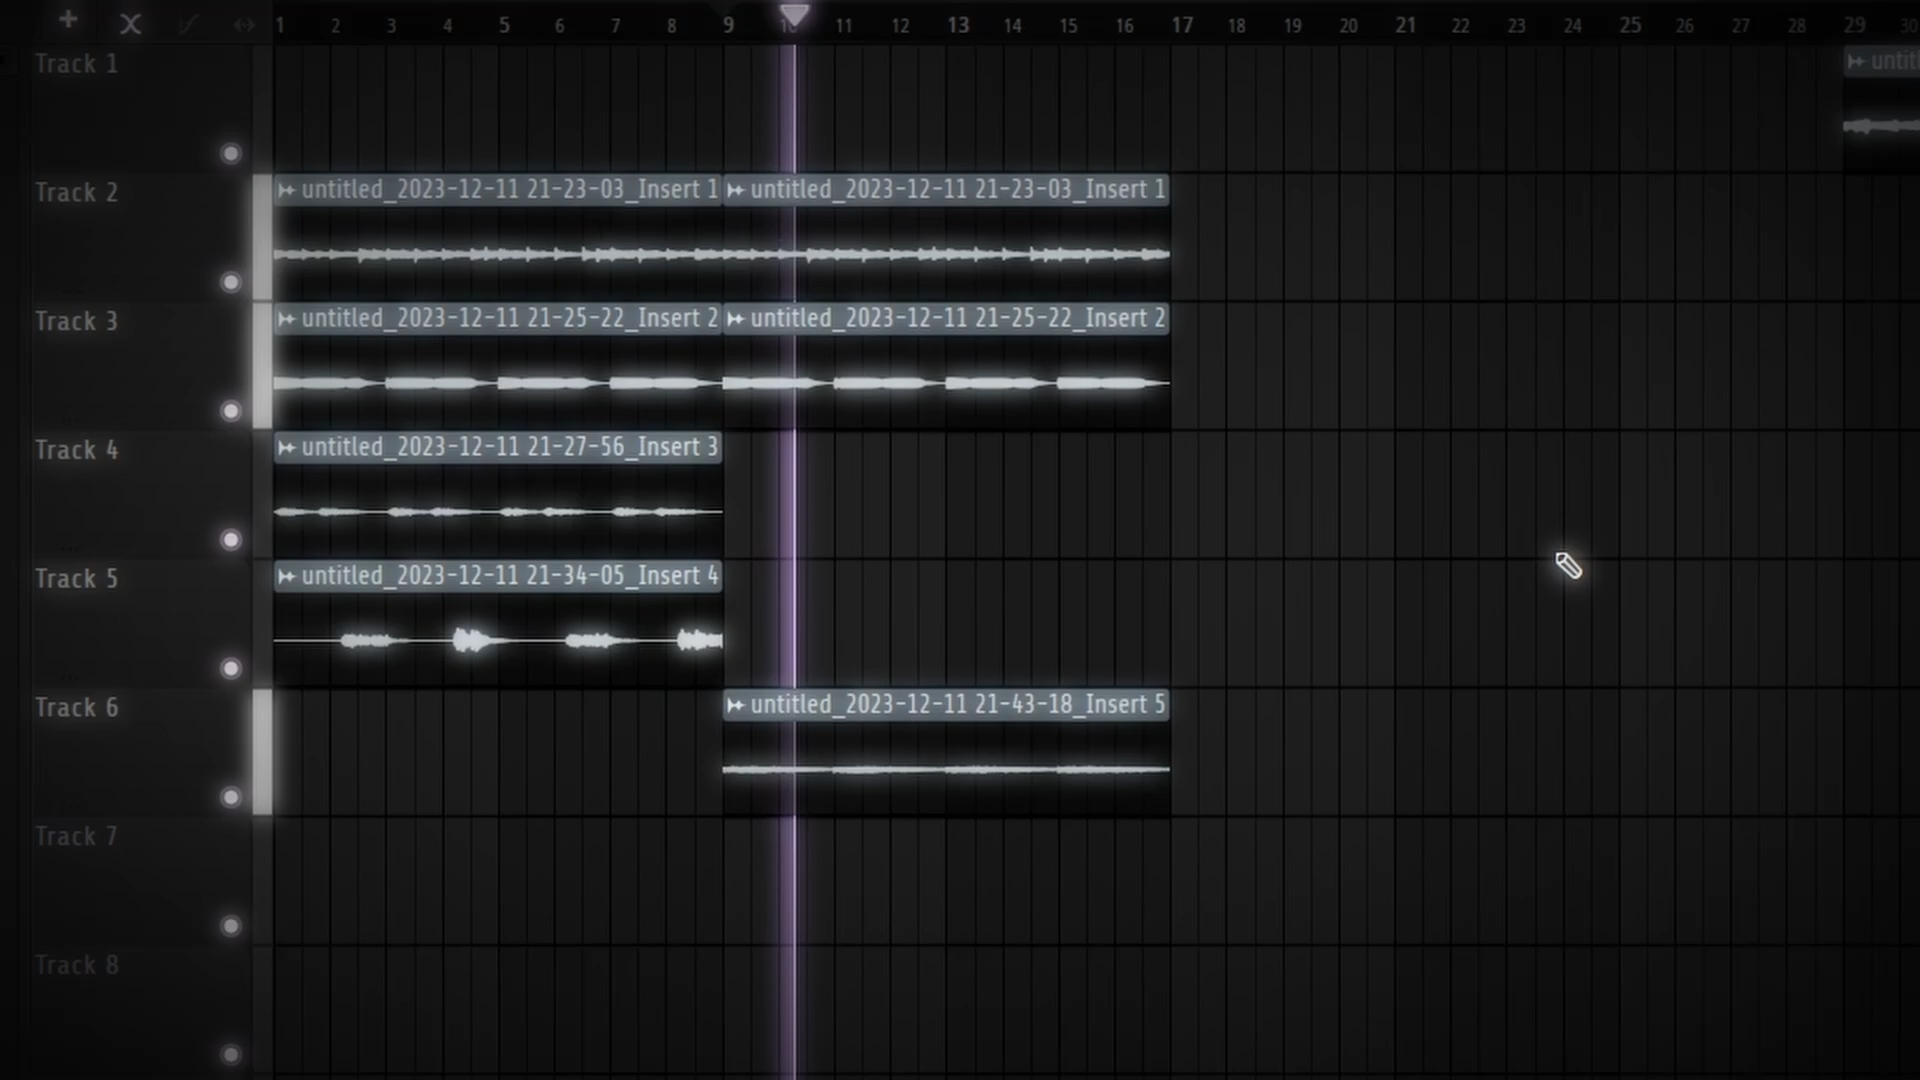 1 2 3 4 5 6 7 8 9 10 11 12 13 14 15 16 17 18 19 20 21 22 23 24 25 26 27 28 29 30
Track 1
Track 2
untitled_2023-12-11 21-23-03_Insert 1 untitled_2023-12-11 21-23-03_Insert 1
Track 3
untitled_2023-12-11 21-25-22_Insert 2 untitled_2023-12-11 21-25-22_Insert 2
Track 4
untitled_2023-12-11 21-27-56_Insert 3
Track 5
untitled_2023-12-11 21-34-05_Insert 4
Track 6
untitled_2023-12-11 21-43-18_Insert 5
Track 7
Track 8